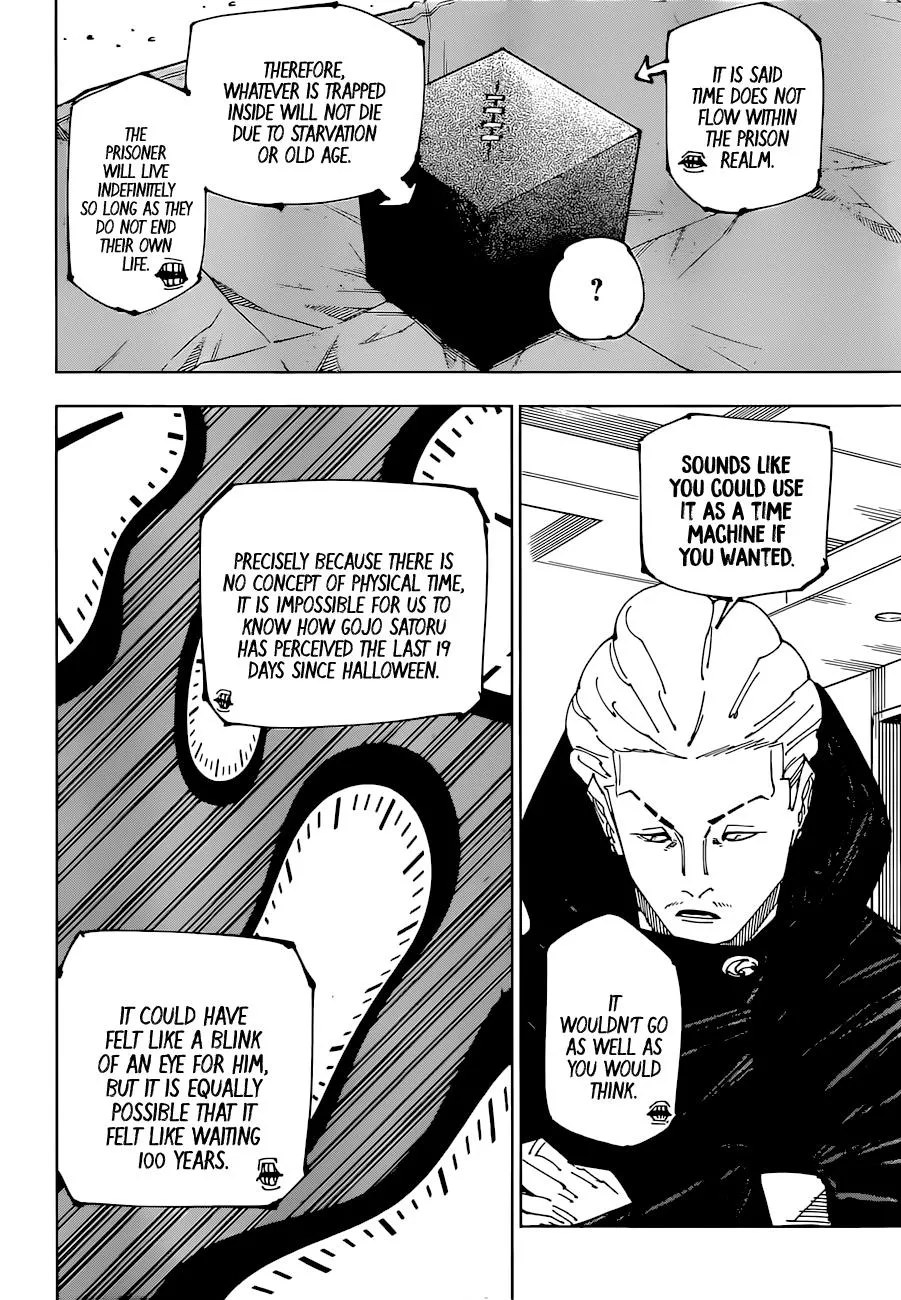 IT IS SAID
TIME DOES NOT
FLOW WITHIN
THE PRISON
REALM.
THEREFORE,
WHATEVER IS TRAPPED
INSIDE WILL NOT DIE
DUE TO STARVATION
OR OLD AGE.
THE
PRISONER
WILL LIVE
INDEFINITELY
SO LONG AS THEY
DO NOT END
THEIR OWN
LIFE.
?
SOUNDS LIKE
YOU COULD USE
IT AS A TIME
MACHINE IF
YOU WANTED.
IT
WOULDN'T GO
AS WELL AS
YOU WOULD
THINK.
PRECISELY BECAUSE THERE IS
NO CONCEPT OF PHYSICAL TIME,
IT IS IMPOSSIBLE FOR US TO
KNOW HOW GOJO SATORU
HAS PERCEIVED THE LAST 19
DAYS SINCE HALLOWEEN.
IT COULD HAVE
FELT LIKE A BLINK
OF AN EYE FOR HIM,
BUT IT IS EQUALLY
POSSIBLE THAT IT
FELT LIKE WAITING
100 YEARS.